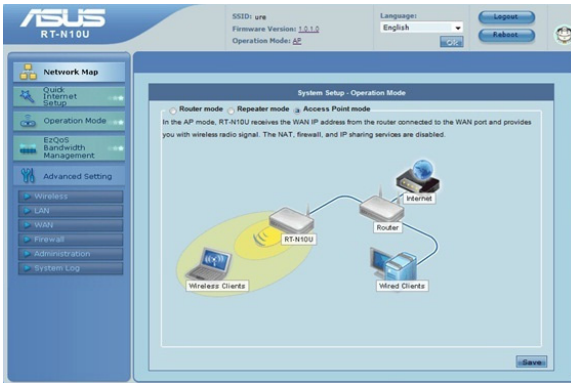 ASUS
RT-N10U
SSID: ure
Firmware Version: 1.0.1.0
Operation Mode: AP
Language:
English
Logout
Reboot
Network Map
Quick
Internet
Setup
Operation Mode
EzQoS
Bandwidth
Management
Advanced Setting
Wireless
LAN
WAN
Firewall
Administration
System Log
System Setup - Operation Mode
Router mode Repeater mode Access Point mode
In the AP mode, RT-N10U receives the WAN IP address from the router connected to the WAN port and provides
you with wireless radio signal. The NAT, firewall, and IP sharing services are disabled.
Internet
Router
RT-N10U
Wireless Clients
Wired Clients
Save